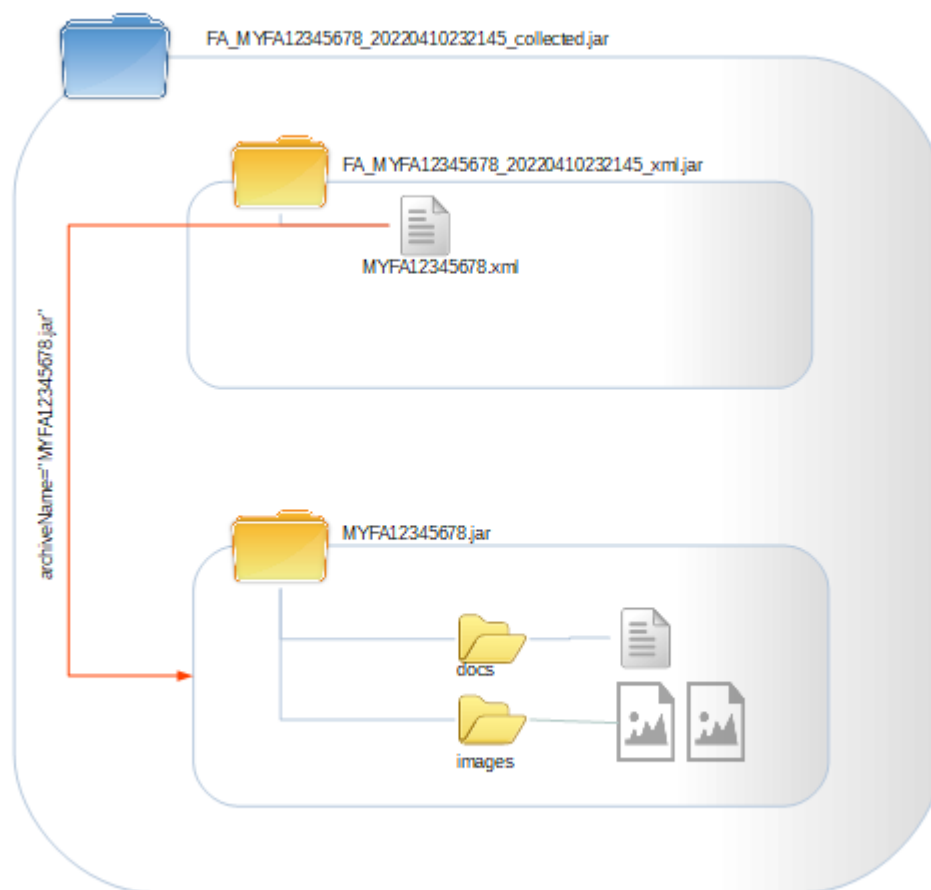 FA_MYFA12345678_20220410232145_collected.jar
FA_MYFA12345678_20220410232145_xml.jar
MYFA12345678.xml
archiveName="MYFA12345678.jar"
MYFA12345678.jar
docs
images